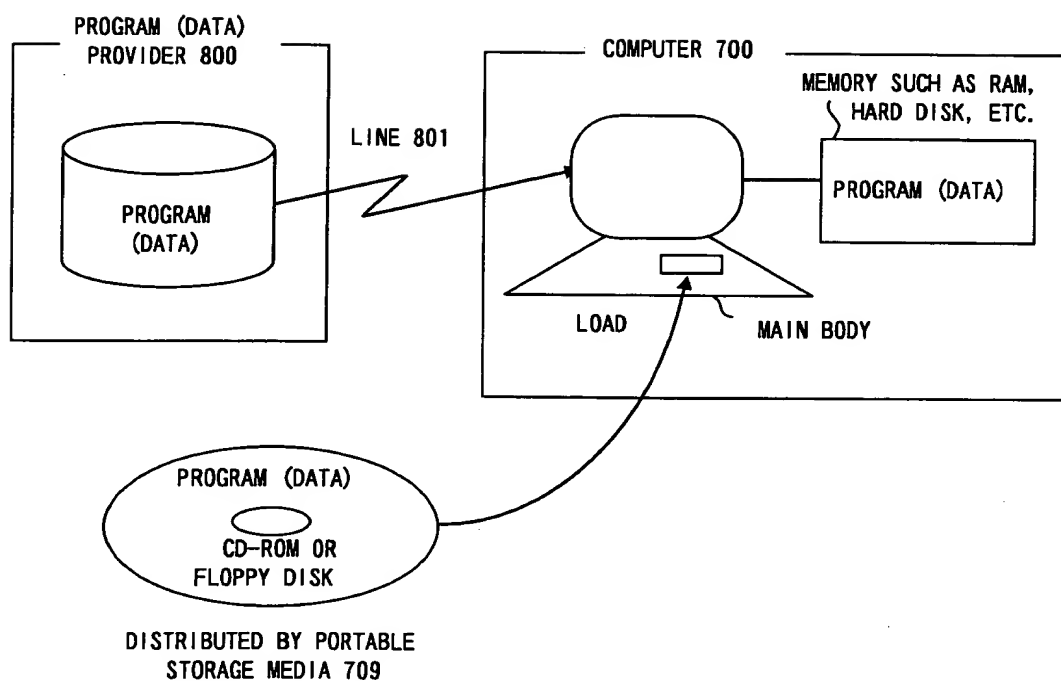 PROGRAM (DATA)
PROVIDER 800
PROGRAM
(DATA)
LINE 801
COMPUTER 700
MEMORY SUCH AS RAM,
HARD DISK, ETC.
PROGRAM (DATA)
LOAD
MAIN BODY
PROGRAM (DATA)
CD-ROM OR
FLOPPY DISK
DISTRIBUTED BY PORTABLE
STORAGE MEDIA 709